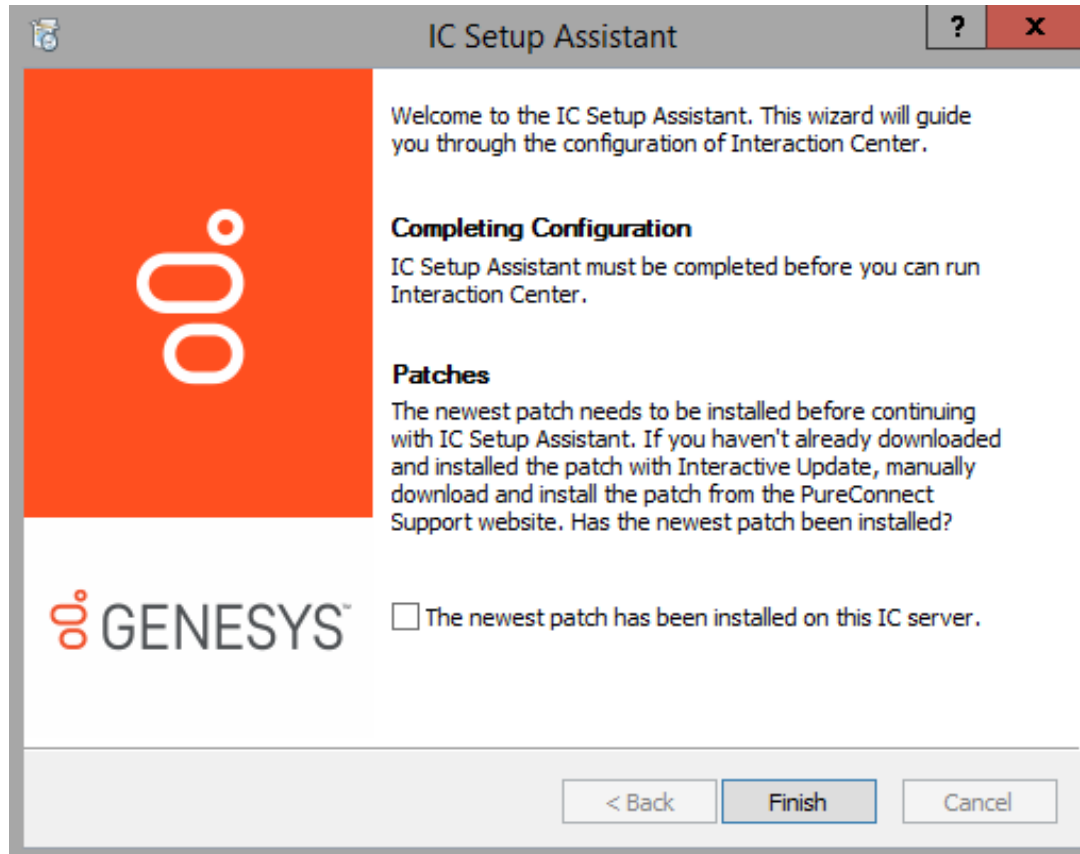 IC Setup Assistant
?
x
Welcome to the IC Setup Assistant. This wizard will guide
you through the configuration of Interaction Center.
Completing Configuration
IC Setup Assistant must be completed before you can run
Interaction Center.
Patches
The newest patch needs to be installed before continuing
with IC Setup Assistant. If you haven't already downloaded
and installed the patch with Interactive Update, manually
download and install the patch from the PureConnect
Support website. Has the newest patch been installed?
GENESYS™
The newest patch has been installed on this IC server.
< Back
Finish
Cancel